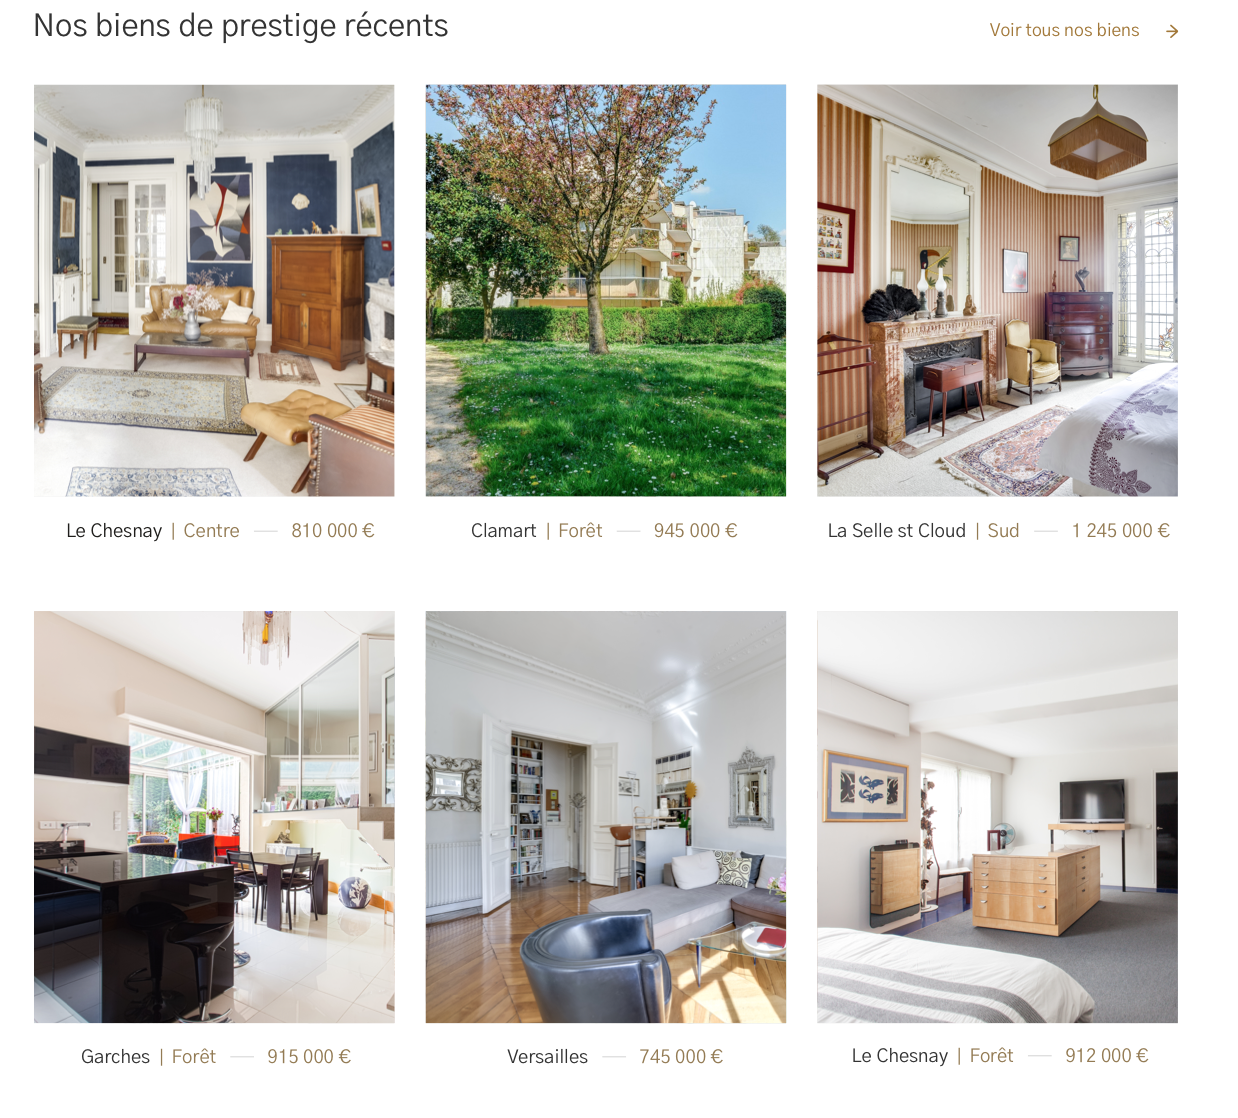 Nos biens de prestige récents
Voir tous nos biens →
Le Chesnay | Centre — 810 000 €
Clamart | Forêt — 945 000 €
La Selle st Cloud | Sud — 1 245 000 €
Garches | Forêt — 915 000 €
Versailles — 745 000 €
Le Chesnay | Forêt — 912 000 €